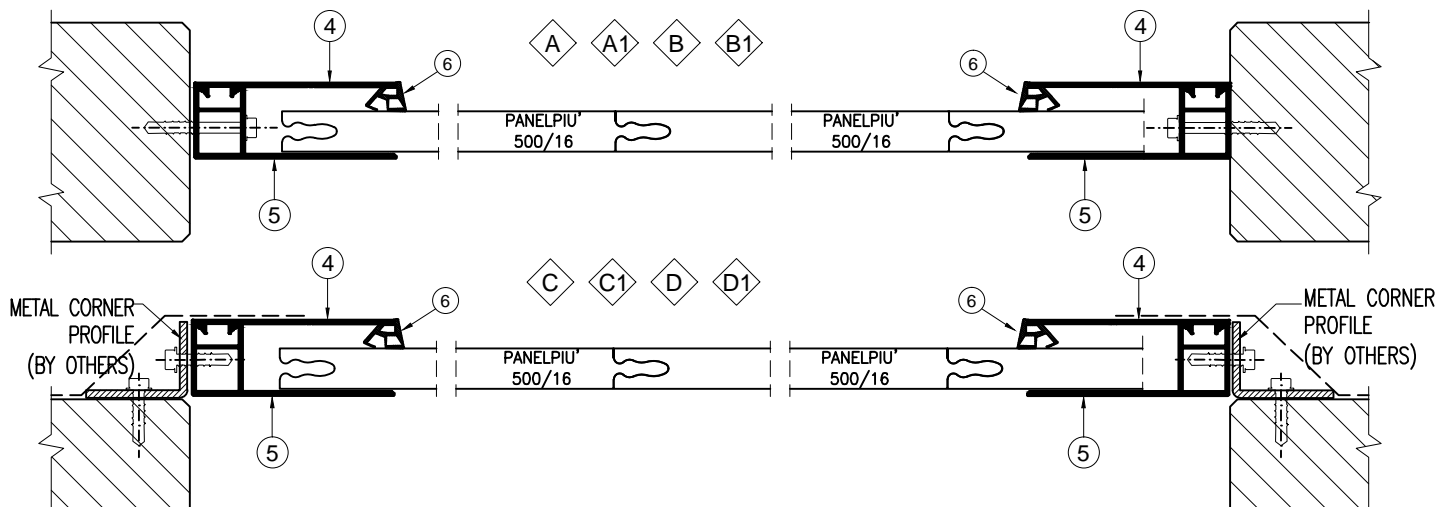 4 A A1 B B1 4
6 6
PANELPIU' PANELPIU'
500/16 500/16
5 5
4 C C1 D D1 4
METAL CORNER 6 6 METAL CORNER
PROFILE PROFILE
(BY OTHERS) (BY OTHERS)
PANELPIU' PANELPIU'
500/16 500/16
5 5